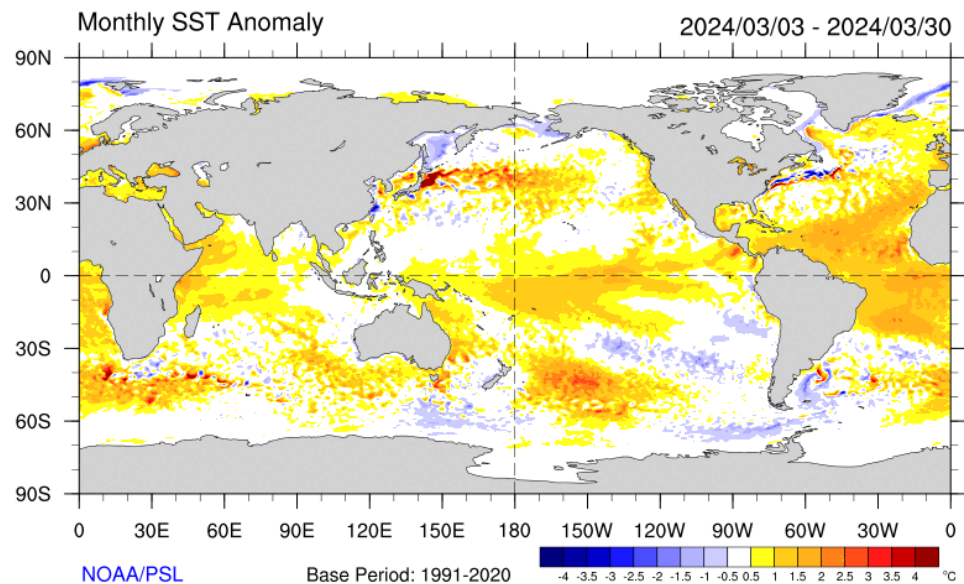 Monthly SST Anomaly 2024/03/03 - 2024/03/30
90N
60N
30N
0
30S
60S
90S
0 30E 60E 90E 120E 150E 180 150W 120W 90W 60W 30W 0
NOAA/PSL Base Period: 1991-2020 -4 -3.5 -3 -2.5 -2 -1.5 -1 -0.5 0.5 1 1.5 2 2.5 3 3.5 4 °C